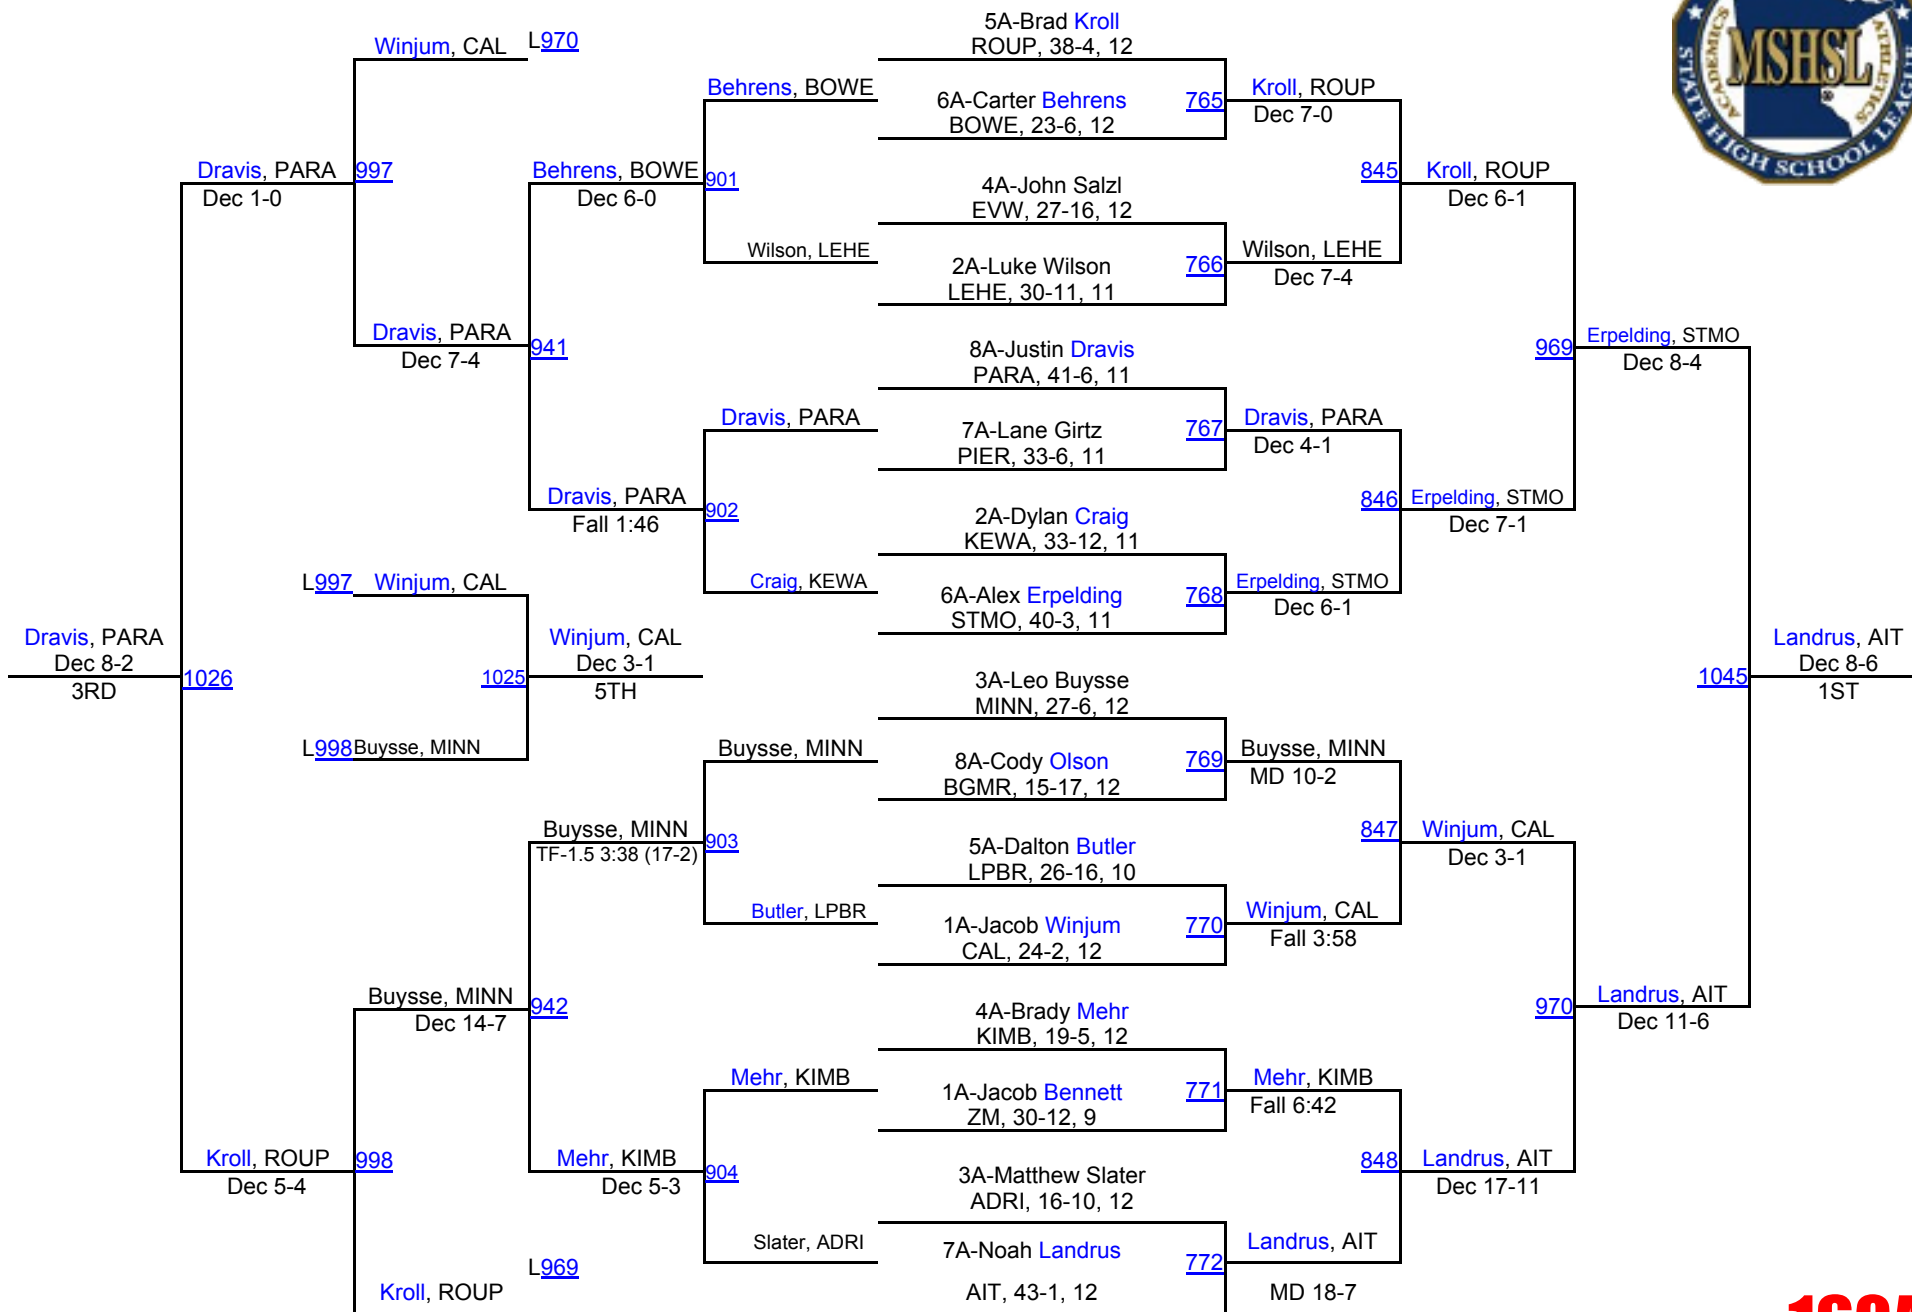 Winjum, CAL
L970
Dravis, PARA
Dec 1-0
997
Dravis, PARA
Dec 7-4
Behrens, BOWE
Dec 6-0
941
Dravis, PARA
Fall 1:46
Behrens, BOWE
901
Wilson, LEHE
Dravis, PARA
902
Craig, KEWA
L997
Winjum, CAL
Dravis, PARA
Dec 8-2
3RD
1026
1025
Winjum, CAL
Dec 3-1
5TH
L998
Buysse, MINN
Buysse, MINN
Buysse, MINN
TF-1.5 3:38 (17-2)
903
Butler, LPBR
Buysse, MINN
Dec 14-7
942
Mehr, KIMB
Mehr, KIMB
Dec 5-3
904
Slater, ADRI
Kroll, ROUP
Dec 5-4
998
L969
Kroll, ROUP
5A-Brad Kroll
ROUP, 38-4, 12
6A-Carter Behrens
BOWE, 23-6, 12
765
4A-John Salzl
EVW, 27-16, 12
2A-Luke Wilson
LEHE, 30-11, 11
766
8A-Justin Dravis
PARA, 41-6, 11
7A-Lane Girtz
PIER, 33-6, 11
767
2A-Dylan Craig
KEWA, 33-12, 11
6A-Alex Erpelding
STMO, 40-3, 11
768
3A-Leo Buysse
MINN, 27-6, 12
8A-Cody Olson
BGMR, 15-17, 12
769
5A-Dalton Butler
LPBR, 26-16, 10
1A-Jacob Winjum
CAL, 24-2, 12
770
4A-Brady Mehr
KIMB, 19-5, 12
1A-Jacob Bennett
ZM, 30-12, 9
771
3A-Matthew Slater
ADRI, 16-10, 12
7A-Noah Landrus
AIT, 43-1, 12
772
Kroll, ROUP
Dec 7-0
845
Wilson, LEHE
Dec 7-4
Kroll, ROUP
Dec 6-1
Dravis, PARA
Dec 4-1
846
Erpelding, STMO
Dec 6-1
Erpelding, STMO
Dec 7-1
969
Erpelding, STMO
Dec 8-4
Buysse, MINN
MD 10-2
847
Winjum, CAL
Fall 3:58
Winjum, CAL
Dec 3-1
Mehr, KIMB
Fall 6:42
848
Landrus, AIT
MD 18-7
Landrus, AIT
Dec 17-11
970
Landrus, AIT
Dec 11-6
1045
Landrus, AIT
Dec 8-6
1ST
MSHSL
ACADEMICS
ATHLETICS
STATE HIGH SCHOOL LEAGUE